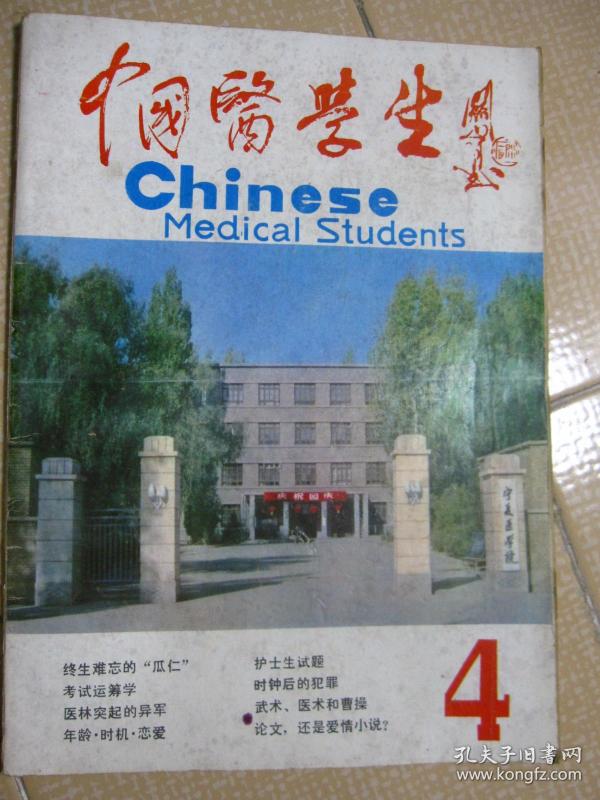 中國醫學生
Chinese
Medical Students
庆祝国庆
宁夏医学院
终生难忘的“瓜仁”
考试运筹学
医林突起的异军
年龄·时机·恋爱
护士生试题
时钟后的犯罪
武术、医术和曹操
论文，还是爱情小说？
4
孔夫子旧书网
www.kongfz.com